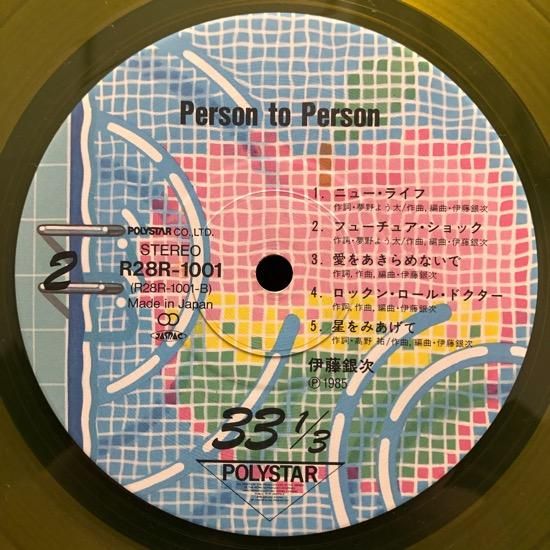 Person to Person
POLYSTAR CO., LTD.
STEREO
2
R28R-1001
(R28R-1001-B)
Made in Japan
JASRAC
1. ニュー・ライフ
作詞・夢野よう太/作曲, 編曲・伊藤銀次
2. フューチュア・ショック
作詞・夢野よう太/作曲, 編曲・伊藤銀次
3. 愛をあきらめないで
作詞, 作曲, 編曲・伊藤銀次
4. ロックン・ロール・ドクター
作詞, 作曲, 編曲・伊藤銀次
5. 星をみあげて
作詞・高野 祐/作曲, 編曲・伊藤銀次
伊藤銀次
Ⓟ 1985
33 1/3
POLYSTAR